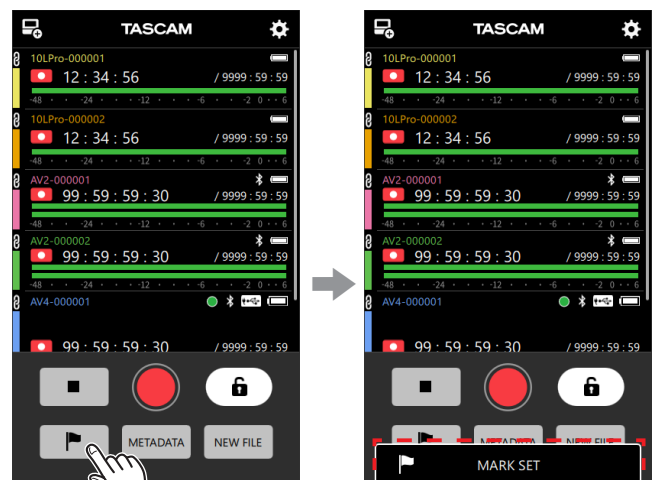 TASCAM
10LPro-000001
12 : 34 : 56 / 9999 : 59 : 59
-48 · · -24 · · · -12 · · · -6 · · -2 0 · · 6
10LPro-000002
12 : 34 : 56 / 9999 : 59 : 59
-48 · · -24 · · · -12 · · · -6 · · -2 0 · · 6
AV2-000001
99 : 59 : 59 : 30 / 9999 : 59 : 59
-48 · · -24 · · · -12 · · · -6 · · -2 0 · · 6
AV2-000002
99 : 59 : 59 : 30 / 9999 : 59 : 59
-48 · · -24 · · · -12 · · · -6 · · -2 0 · · 6
AV4-000001
99 : 59 : 59 : 30 / 9999 : 59 : 59
METADATA NEW FILE
TASCAM
10LPro-000001
12 : 34 : 56 / 9999 : 59 : 59
-48 · · -24 · · · -12 · · · -6 · · -2 0 · · 6
10LPro-000002
12 : 34 : 56 / 9999 : 59 : 59
-48 · · -24 · · · -12 · · · -6 · · -2 0 · · 6
AV2-000001
99 : 59 : 59 : 30 / 9999 : 59 : 59
-48 · · -24 · · · -12 · · · -6 · · -2 0 · · 6
AV2-000002
99 : 59 : 59 : 30 / 9999 : 59 : 59
-48 · · -24 · · · -12 · · · -6 · · -2 0 · · 6
AV4-000001
99 : 59 : 59 : 30 / 9999 : 59 : 59
METADATA NEW FILE
MARK SET